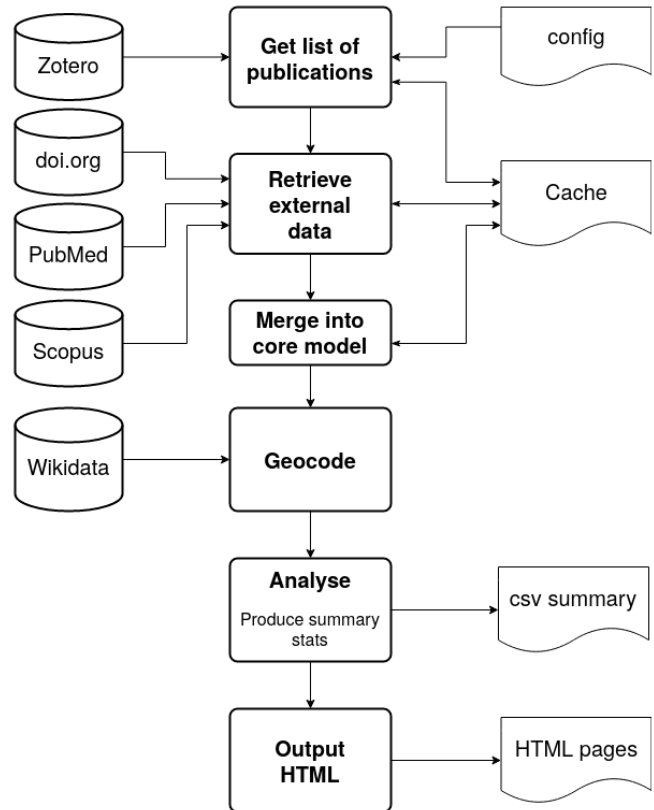 Zotero
Get list of
publications
config
doi.org
Retrieve
external
data
Cache
PubMed
Scopus
Merge into
core model
Wikidata
Geocode
Analyse
Produce summary
stats
csv summary
Output
HTML
HTML pages